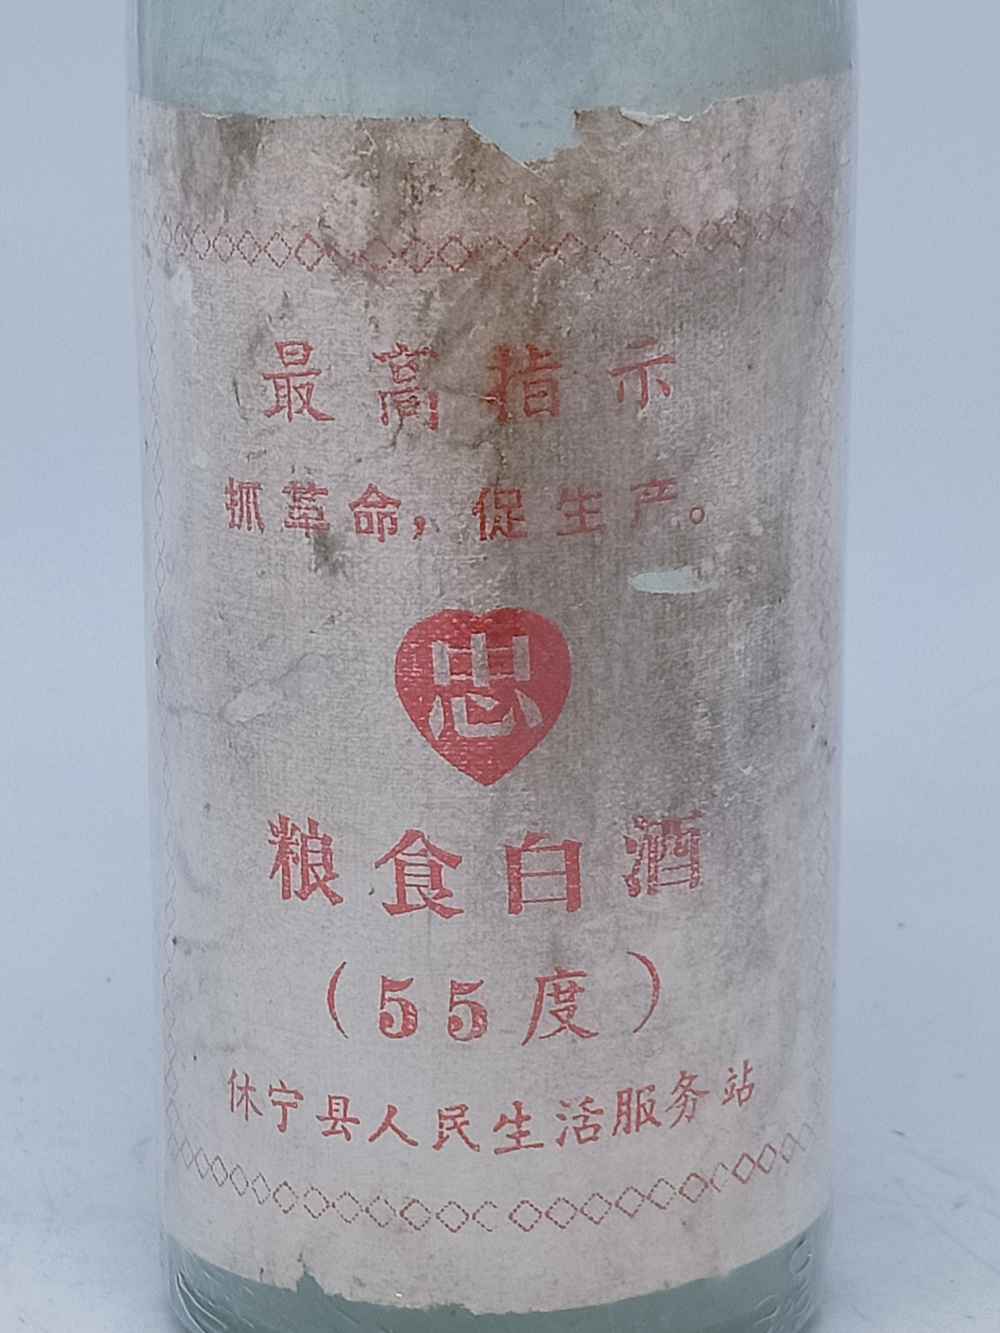 最高指示
抓革命，促生产。
忠
粮食白酒
（55度）
休宁县人民生活服务站